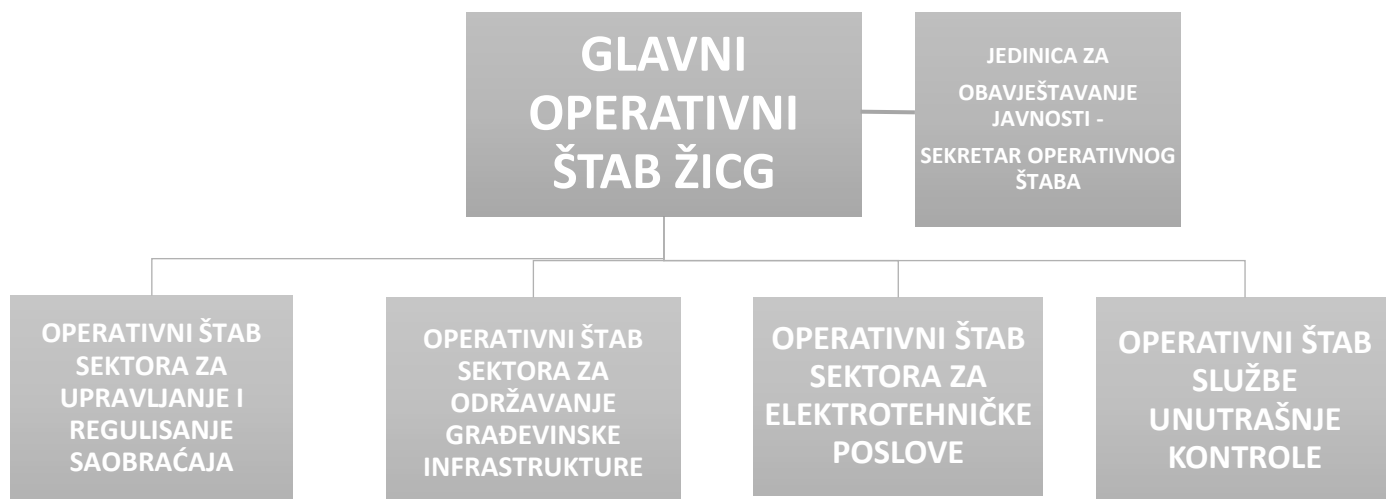 GLAVNI
OPERATIVNI
ŠTAB ŽICG
JEDINICA ZA
OBAVJEŠTAVANJE
JAVNOSTI -
SEKRETAR OPERATIVNOG
ŠTABA
OPERATIVNI ŠTAB
SEKTORA ZA
UPRAVLJANJE I
REGULISANJE
SAOBRAĆAJA
OPERATIVNI ŠTAB
SEKTORA ZA
ODRŽAVANJE
GRAĐEVINSKE
INFRASTRUKTURE
OPERATIVNI ŠTAB
SEKTORA ZA
ELEKTROTEHNIČKE
POSLOVE
OPERATIVNI ŠTAB
SLUŽBE
UNUTRAŠNJE
KONTROLE